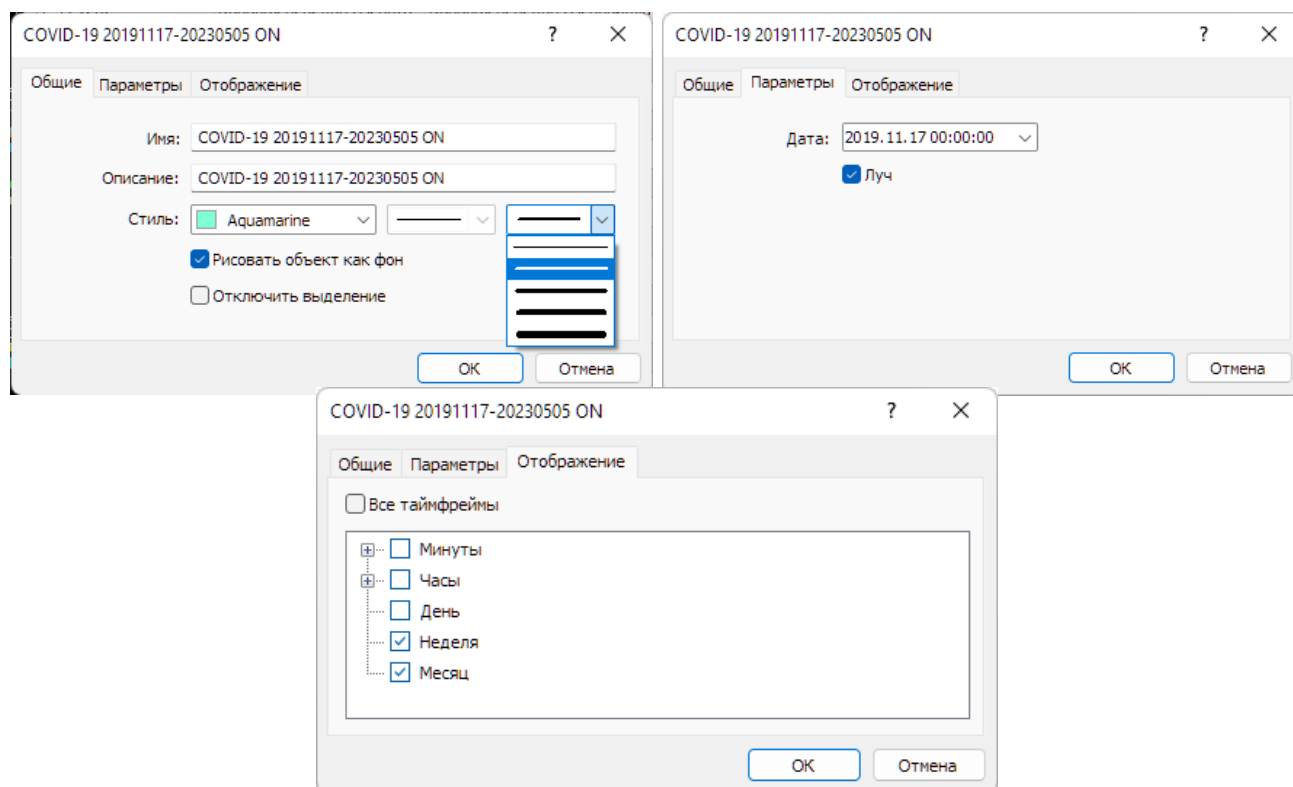 COVID-19 20191117-20230505 ON ?
Общие Параметры Отображение
Имя: COVID-19 20191117-20230505 ON
Описание: COVID-19 20191117-20230505 ON
Стиль: Aquamarine
Рисовать объект как фон
Отключить выделение
ОК Отмена
COVID-19 20191117-20230505 ON ?
Общие Параметры Отображение
Дата: 2019.11.17 00:00:00
Луч
ОК Отмена
COVID-19 20191117-20230505 ON ?
Общие Параметры Отображение
Все таймфреймы
Минуты
Часы
День
Неделя
Месяц
ОК Отмена